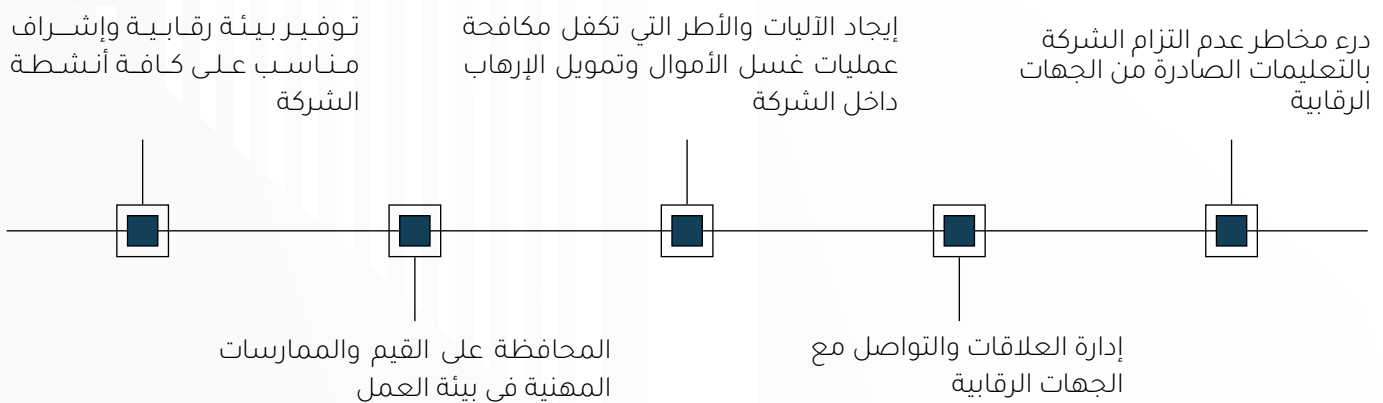 درء مخاطر عدم التزام الشركة
بالتعليمات الصادرة من الجهات
الرقابية
إدارة العلاقات والتواصل مع
الجهات الرقابية
إيجاد الآليات والأطر التي تكفل مكافحة
عمليات غسل الأموال وتمويل الإرهاب
داخل الشركة
المحافظة على القيم والممارسات
المهنية في بيئة العمل
تـوفـيـر بـيـئـة رقـابـيـة وإشــراف
مـنـاسـب عـلـى كـافـة أنـشـطـة
الشركة